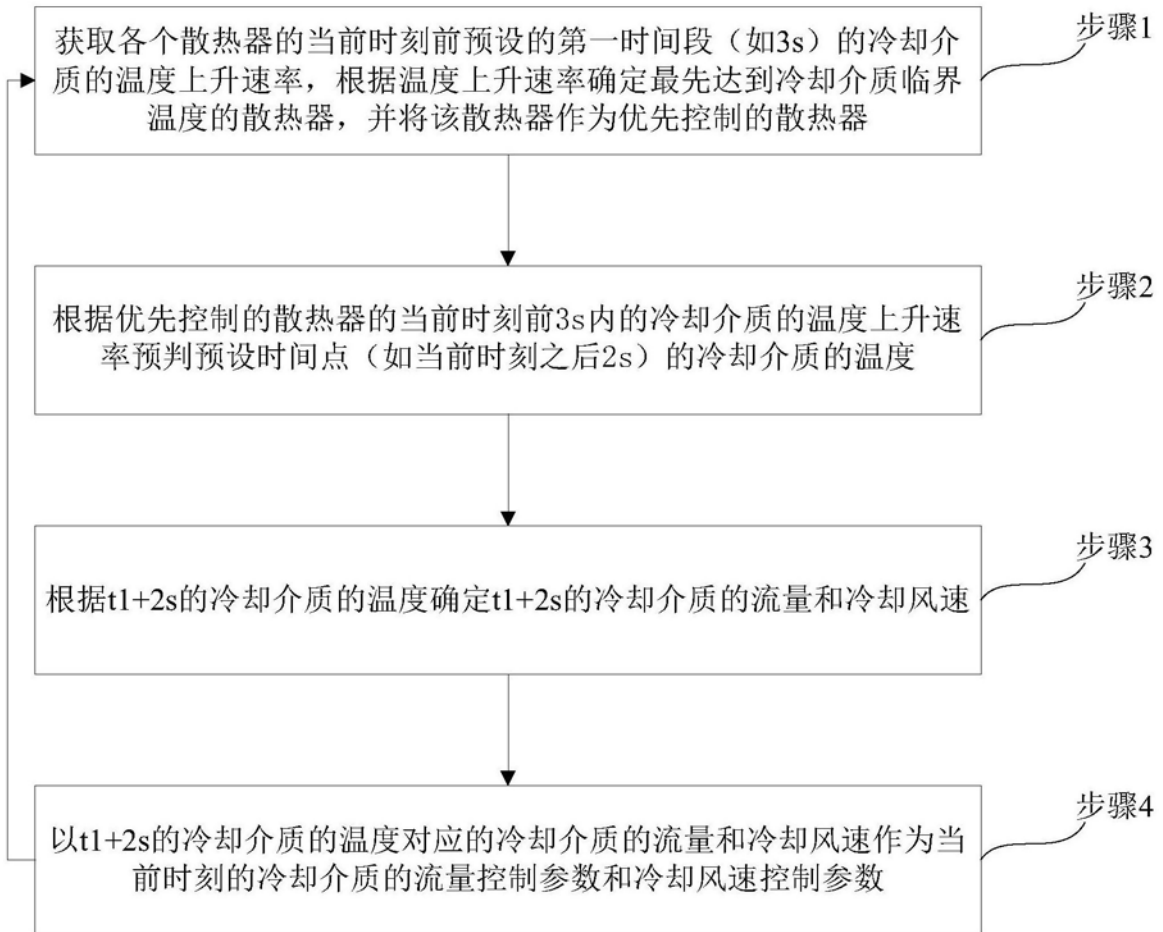 获取各个散热器的当前时刻前预设的第一时间段（如3s）的冷却介
质的温度上升速率，根据温度上升速率确定最先达到冷却介质临界
温度的散热器，并将该散热器作为优先控制的散热器
步骤1
根据优先控制的散热器的当前时刻前3s内的冷却介质的温度上升速
率预判预设时间点（如当前时刻之后2s）的冷却介质的温度
步骤2
根据t1+2s的冷却介质的温度确定t1+2s的冷却介质的流量和冷却风速
步骤3
以t1+2s的冷却介质的温度对应的冷却介质的流量和冷却风速作为当
前时刻的冷却介质的流量控制参数和冷却风速控制参数
步骤4